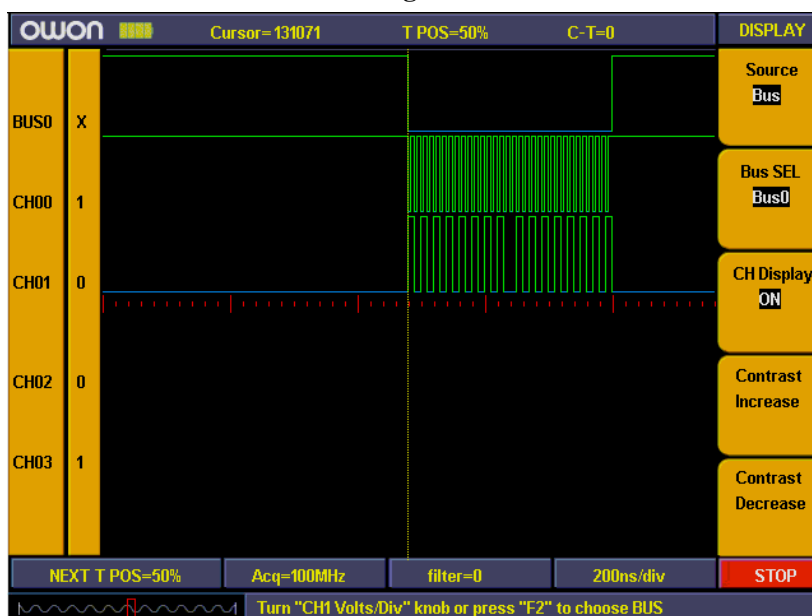 owon Cursor=131071 T POS=50% C-T=0 DISPLAY
Source
Bus
BUS0 X
Bus SEL
Bus0
CH00 1
CH Display
ON
CH01 0
Contrast
Increase
CH02 0
CH03 1
Contrast
Decrease
NEXT T POS=50% Acq=100MHz filter=0 200ns/div STOP
Turn "CH1 Volts/Div" knob or press "F2" to choose BUS